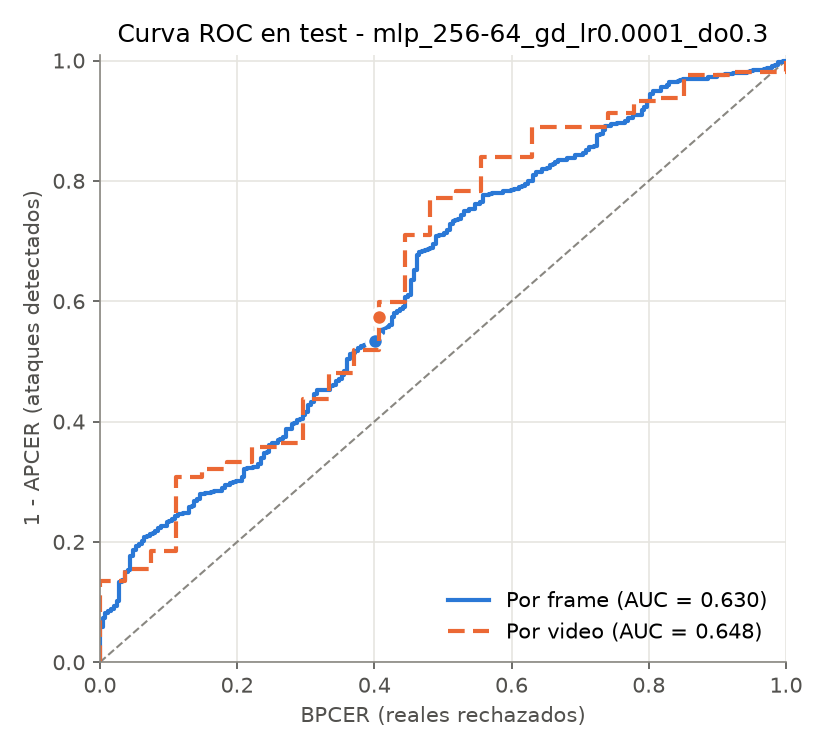 Curva ROC en test - mlp_256-64_gd_lr0.0001_do0.3
1 - APCER (ataques detectados)
1.0
0.8
0.6
0.4
0.2
0.0
Por frame (AUC = 0.630)
Por video (AUC = 0.648)
0.0 0.2 0.4 0.6 0.8 1.0
BPCER (reales rechazados)